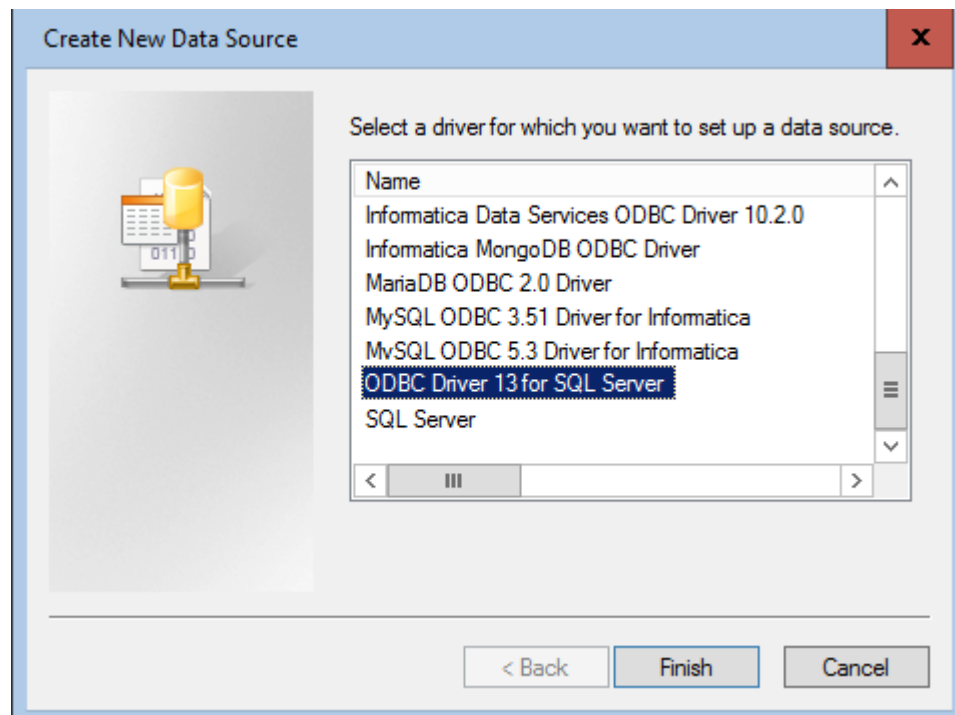 Create New Data Source
x
Select a driver for which you want to set up a data source.
Name
Informatica Data Services ODBC Driver 10.2.0
Informatica MongoDB ODBC Driver
MariaDB ODBC 2.0 Driver
MySQL ODBC 3.51 Driver for Informatica
MySQL ODBC 5.3 Driver for Informatica
ODBC Driver 13 for SQL Server
SQL Server
< Back Finish Cancel